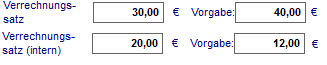 Verrechnungs-
satz 30,00 € Vorgabe: 40,00 €
Verrechnungs-
satz (intern) 20,00 € Vorgabe: 12,00 €